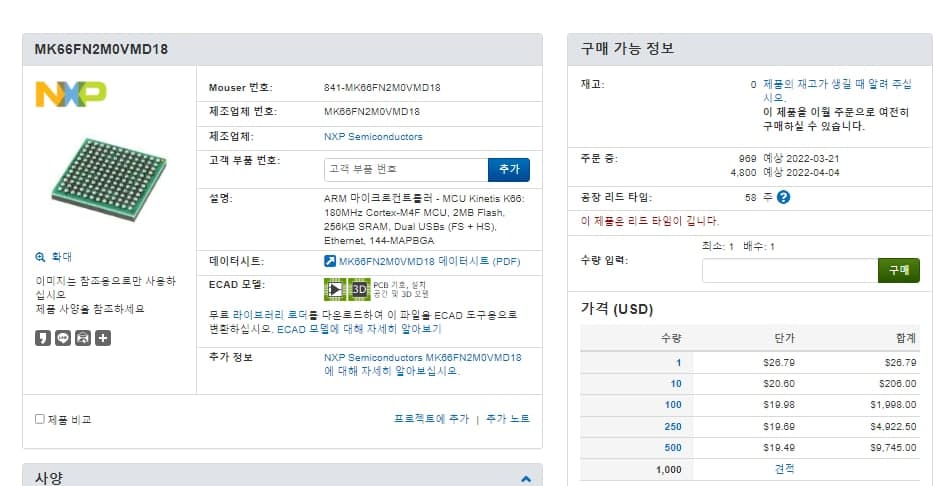 MK66FN2M0VMD18
NXP
확대
이미지는 참조용으로만 사용하
십시오
제품 사양을 참조하세요
Mouser 번호: 841-MK66FN2M0VMD18
제조업체 번호: MK66FN2M0VMD18
제조업체: NXP Semiconductors
고객 부품 번호: 고객 부품 번호 추가
설명: ARM 마이크로컨트롤러 - MCU Kinetis K66:
180MHz Cortex-M4F MCU, 2MB Flash,
256KB SRAM, Dual USBs (FS + HS),
Ethernet, 144-MAPBGA
데이터시트: MK66FN2M0VMD18 데이터시트 (PDF)
ECAD 모델: 3D PCB 기호, 설치
공간 및 3D 모델
무료 라이브러리 로더를 다운로드하여 이 파일을 ECAD 도구용으로
변환하십시오. ECAD 모델에 대해 자세히 알아보기
추가 정보 NXP Semiconductors MK66FN2M0VMD18
에 대해 자세히 알아보십시오.
제품 비교 프로젝트에 추가 | 추가 노트
사양
구매 가능 정보
재고: 0 제품의 재고가 생길 때 알려 주십
시오.
이 제품을 이월 주문으로 여전히
구매하실 수 있습니다.
주문 중: 969 예상 2022-03-21
4,800 예상 2022-04-04
공장 리드 타임: 58 주 ?
이 제품은 리드 타임이 깁니다.
최소: 1 배수: 1
수량 입력: 구매
가격 (USD)
수량 단가 합계
1 $26.79 $26.79
10 $20.60 $206.00
100 $19.98 $1,998.00
250 $19.69 $4,922.50
500 $19.49 $9,745.00
1,000 견적